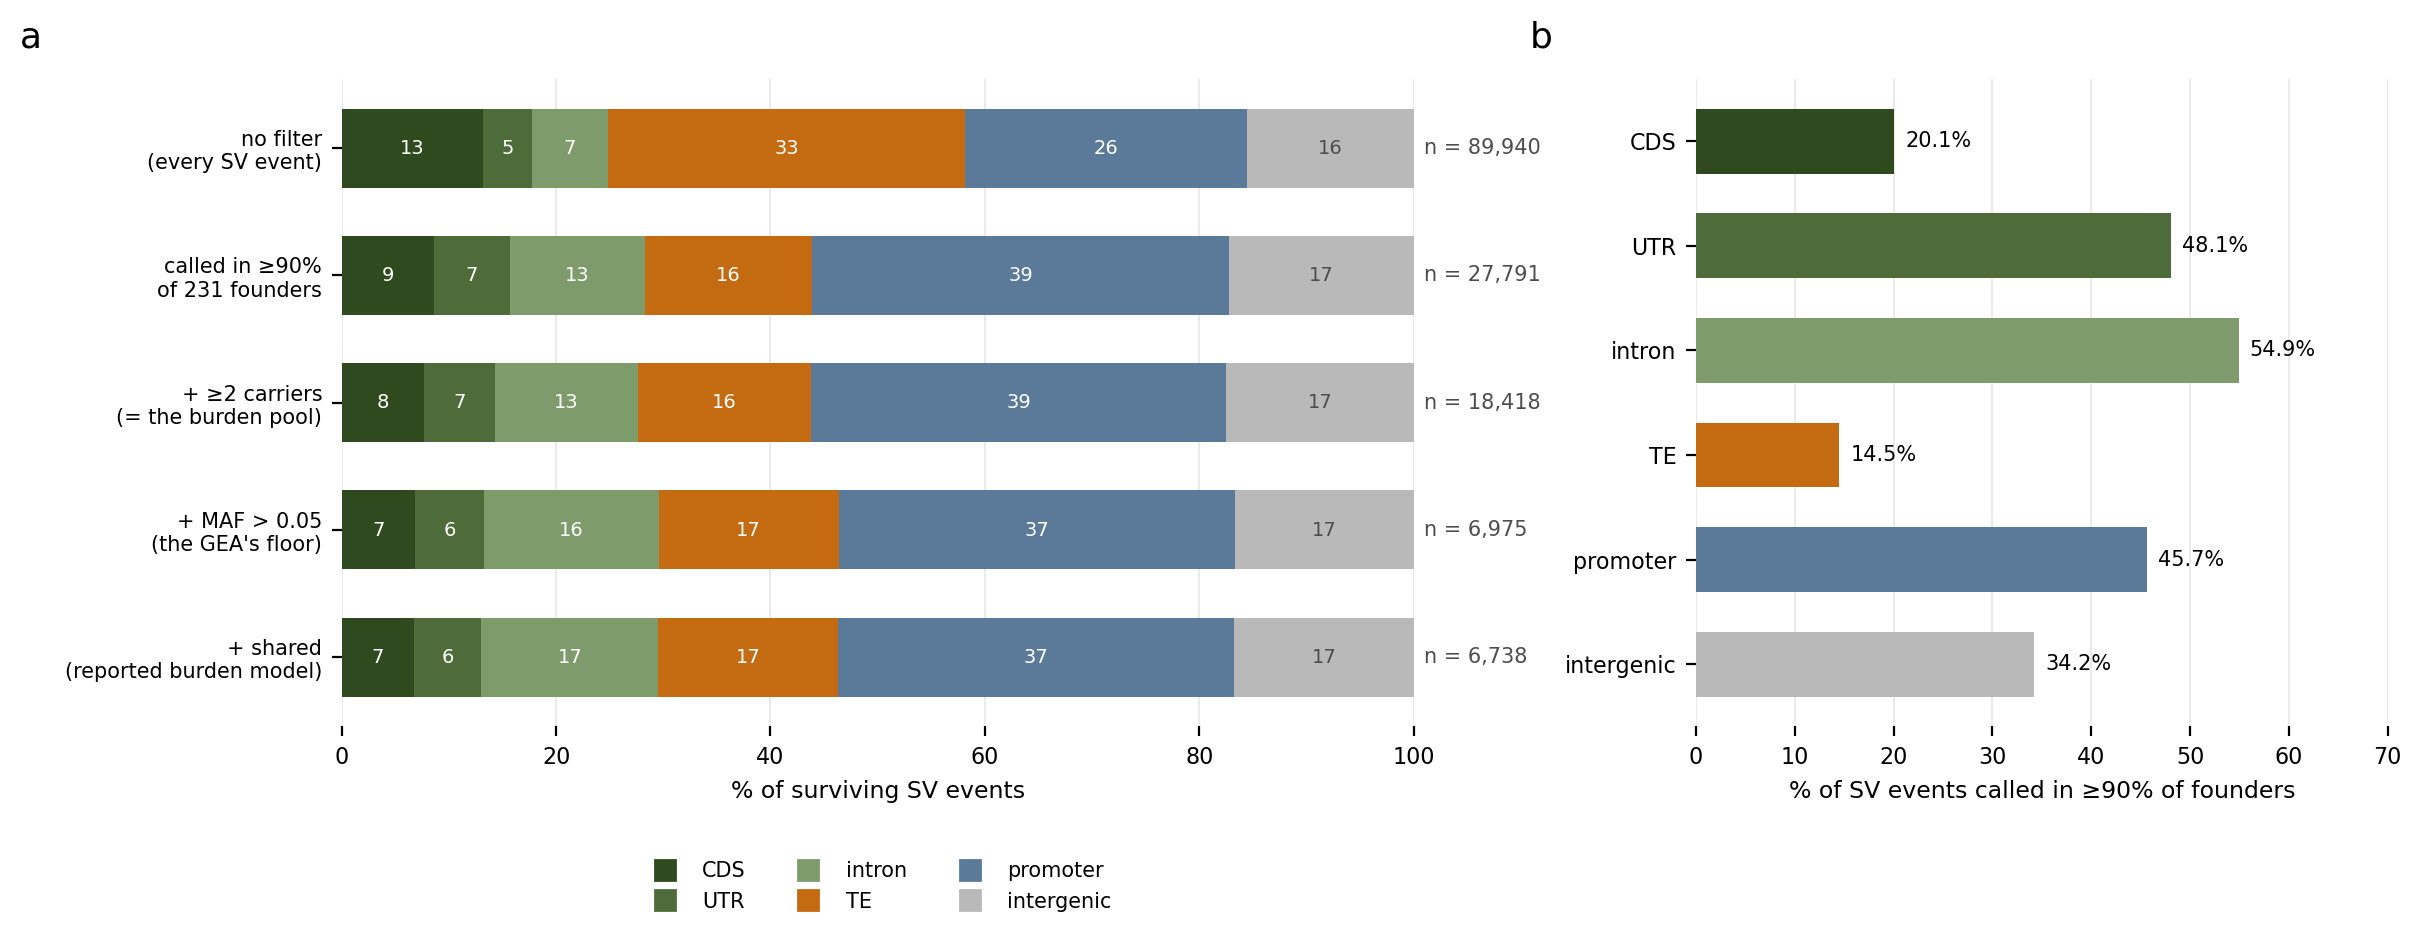 a
no filter
(every SV event)
13
5
7
33
26
16
n = 89,940
called in ≥90%
of 231 founders
9
7
13
16
39
17
n = 27,791
+ ≥2 carriers
(= the burden pool)
8
7
13
16
39
17
n = 18,418
+ MAF > 0.05
(the GEA's floor)
7
6
16
17
37
17
n = 6,975
+ shared
(reported burden model)
7
6
17
17
37
17
n = 6,738
0
20
40
60
80
100
% of surviving SV events
CDS
UTR
intron
TE
promoter
intergenic
b
CDS
20.1%
UTR
48.1%
intron
54.9%
TE
14.5%
promoter
45.7%
intergenic
34.2%
0
10
20
30
40
50
60
70
% of SV events called in ≥90% of founders